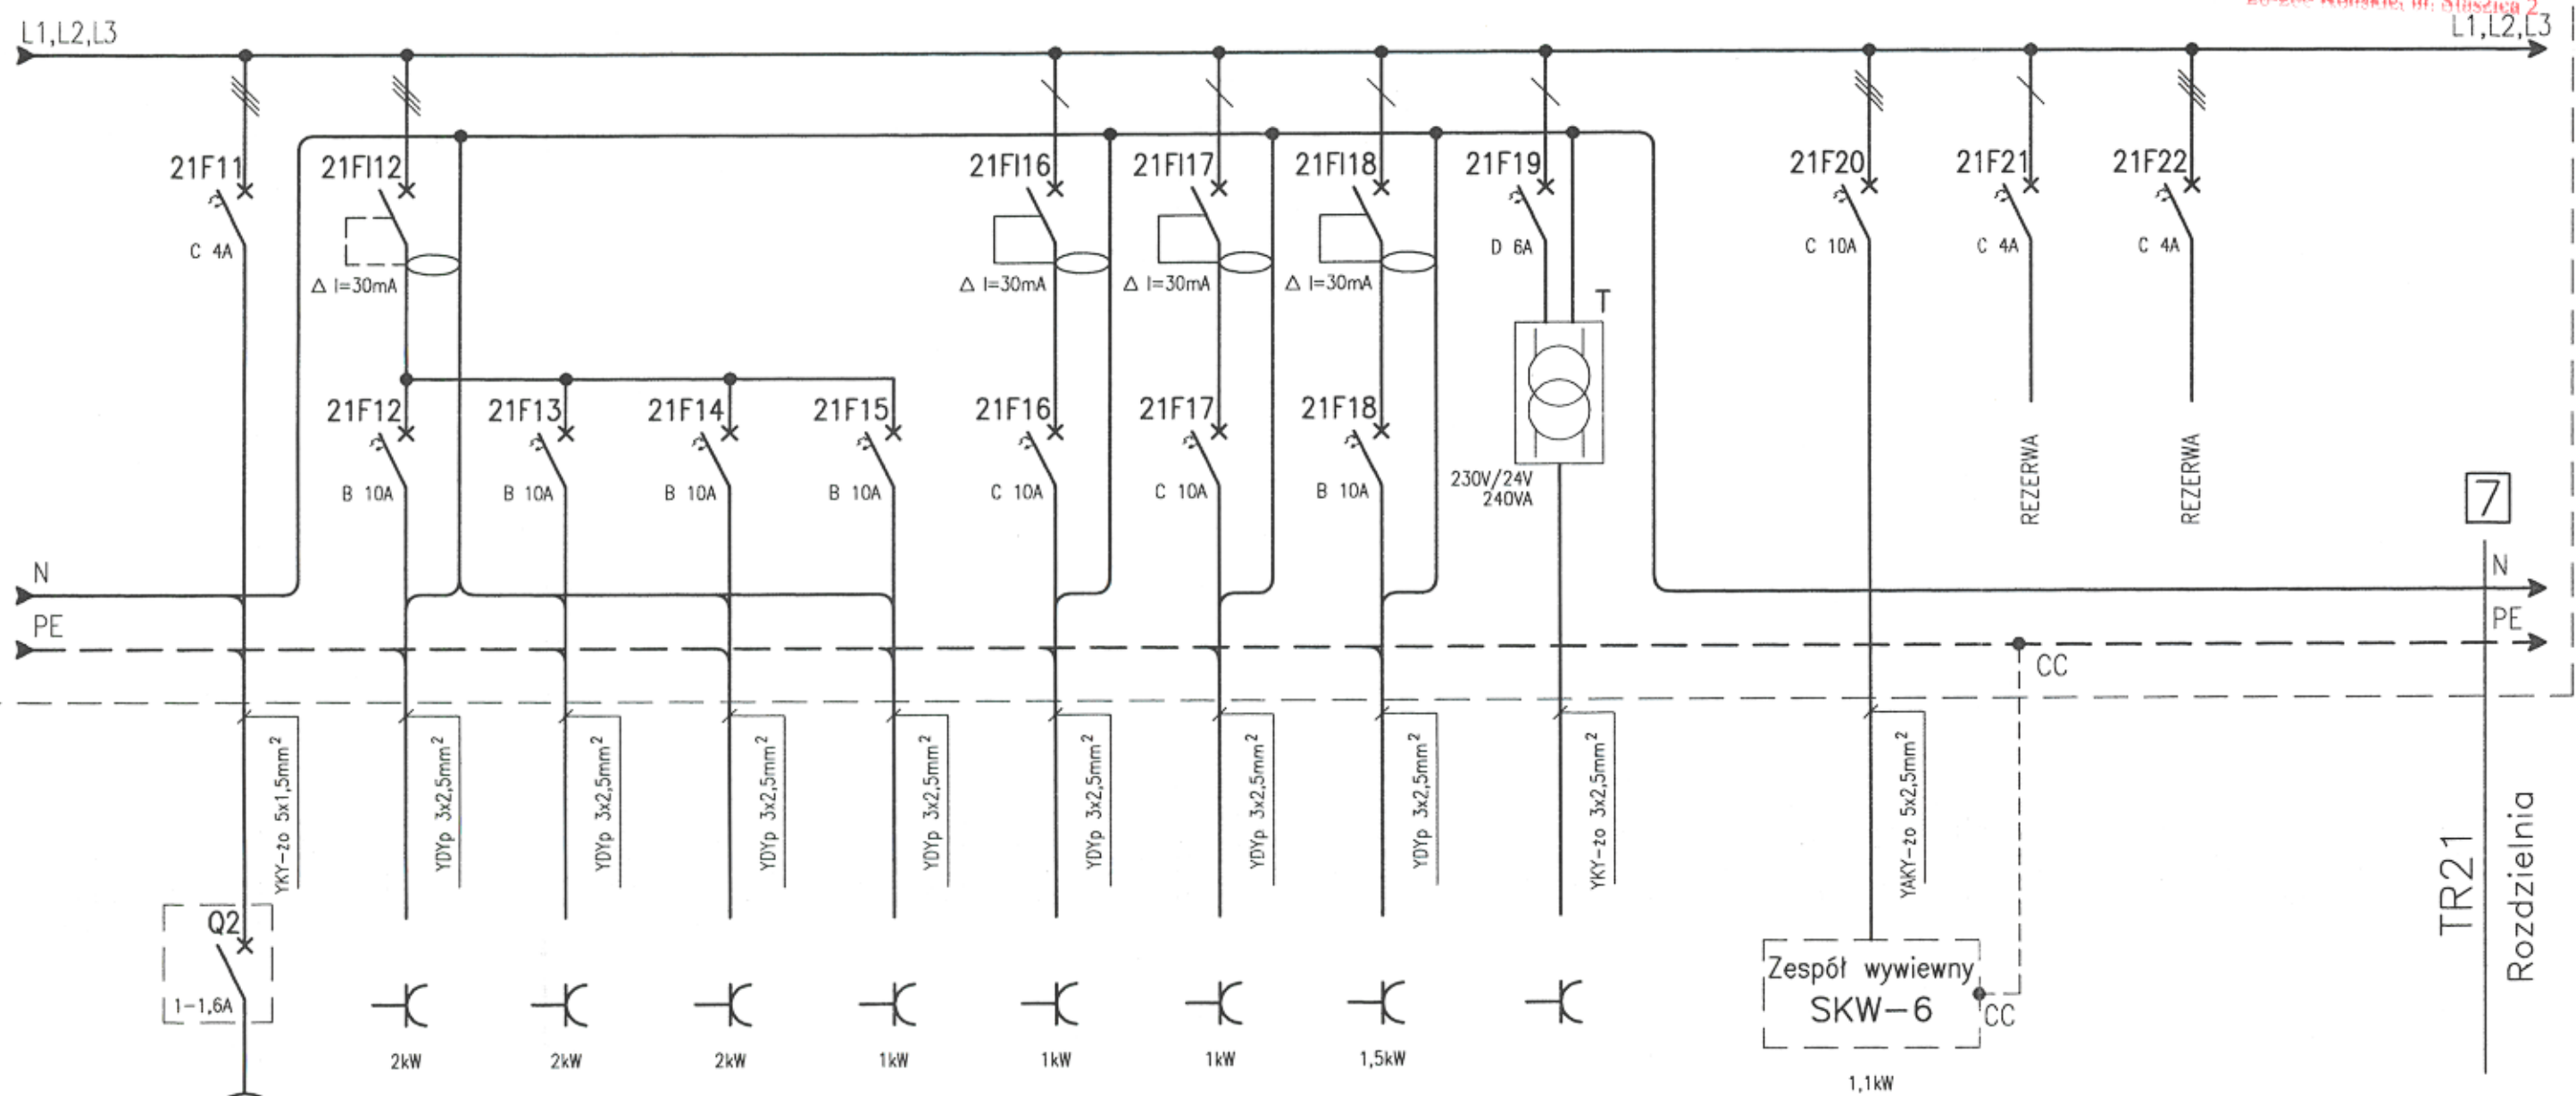 L1,L2,L3
L1,L2,L3
21F11
21FI12
21FI16
21FI17
21FI18
21F19
21F20
21F21
21F22
C 4A
D 6A
C 10A
C 4A
C 4A
Δ I=30mA
Δ I=30mA
Δ I=30mA
Δ I=30mA
T
21F12
21F13
21F14
21F15
21F16
21F17
21F18
B 10A
B 10A
B 10A
B 10A
C 10A
C 10A
B 10A
230V/24V
240VA
REZERWA
REZERWA
7
N
N
PE
PE
CC
YKY-żo 5x1,5mm²
YDYp 3x2,5mm²
YDYp 3x2,5mm²
YDYp 3x2,5mm²
YDYp 3x2,5mm²
YDYp 3x2,5mm²
YDYp 3x2,5mm²
YDYp 3x2,5mm²
YKY-żo 3x2,5mm²
YAKY-żo 5x2,5mm²
TR21
Rozdzielnia
Q2
1-1,6A
Zespół wywiewny
SKW-6
CC
2kW
2kW
2kW
1kW
1kW
1kW
1,5kW
1,1kW